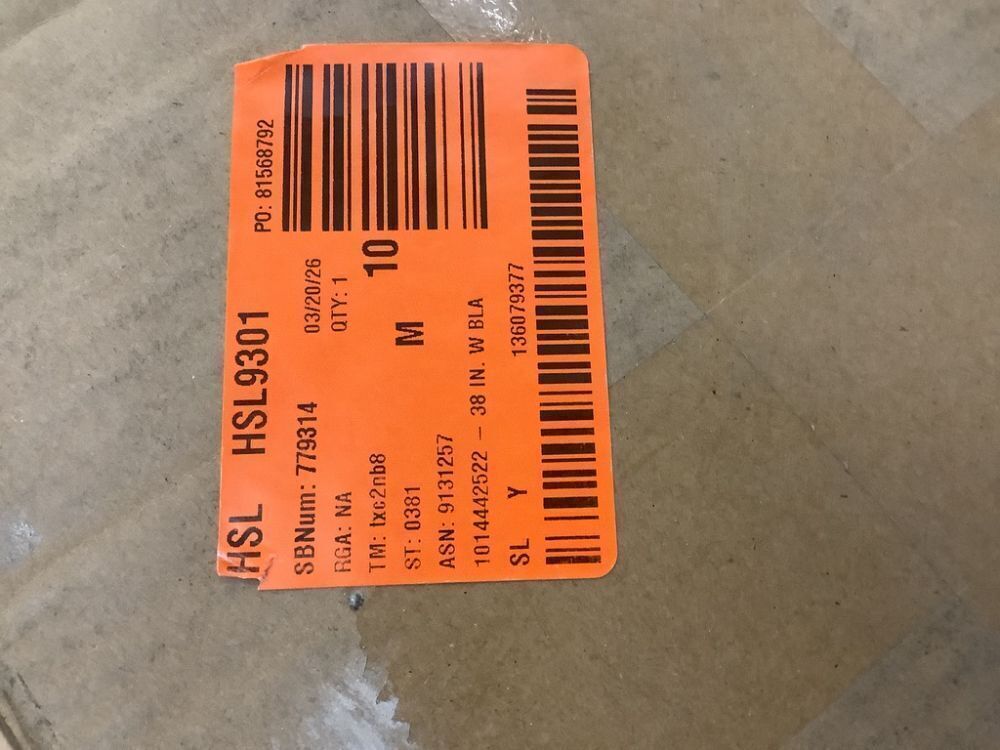 HSL HSL9301
SBNum: 779314 03/20/26 PO: 81568792
RGA: NA QTY: 1
TM: txc2nb8
10
ST: 0381 M
ASN: 9131257
1014442522 – 38 IN. W BLA
SL Y 136079377